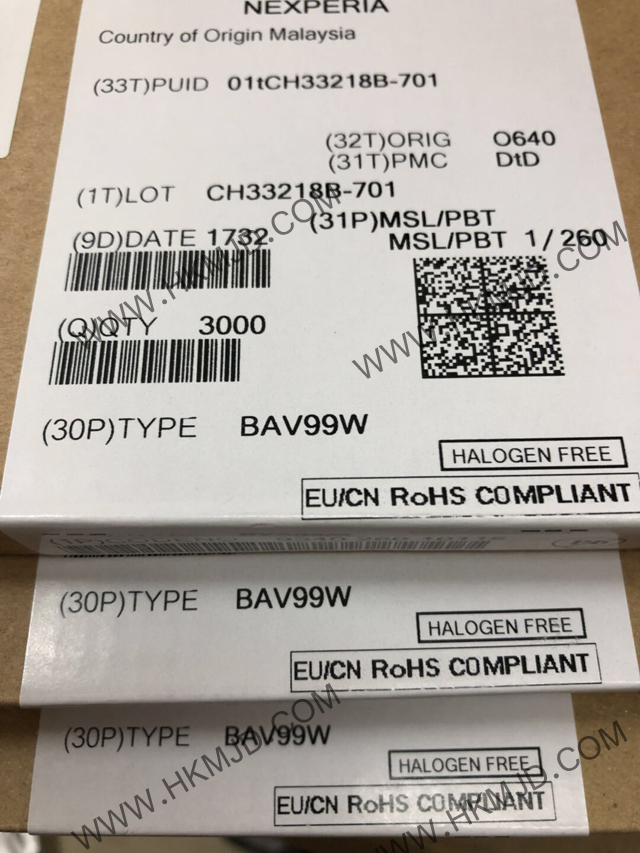 NEXPERIA
Country of Origin Malaysia
(33T)PUID 01tCH33218B-701
(32T)ORIG O640
(31T)PMC DtD
(1T)LOT CH33218B-701
(31P)MSL/PBT
(9D)DATE 1732 MSL/PBT 1/260
(Q)QTY 3000
WWW.HKMJD.COM
WWW.HKMJD.COM
(30P)TYPE BAV99W
HALOGEN FREE
EU/CN RoHS COMPLIANT
(30P)TYPE BAV99W
HALOGEN FREE
EU/CN RoHS COMPLIANT
(30P)TYPE BAV99W
HALOGEN FREE
EU/CN RoHS COMPLIANT
WWW.HKMJD.COM
WWW.HKMJD.COM